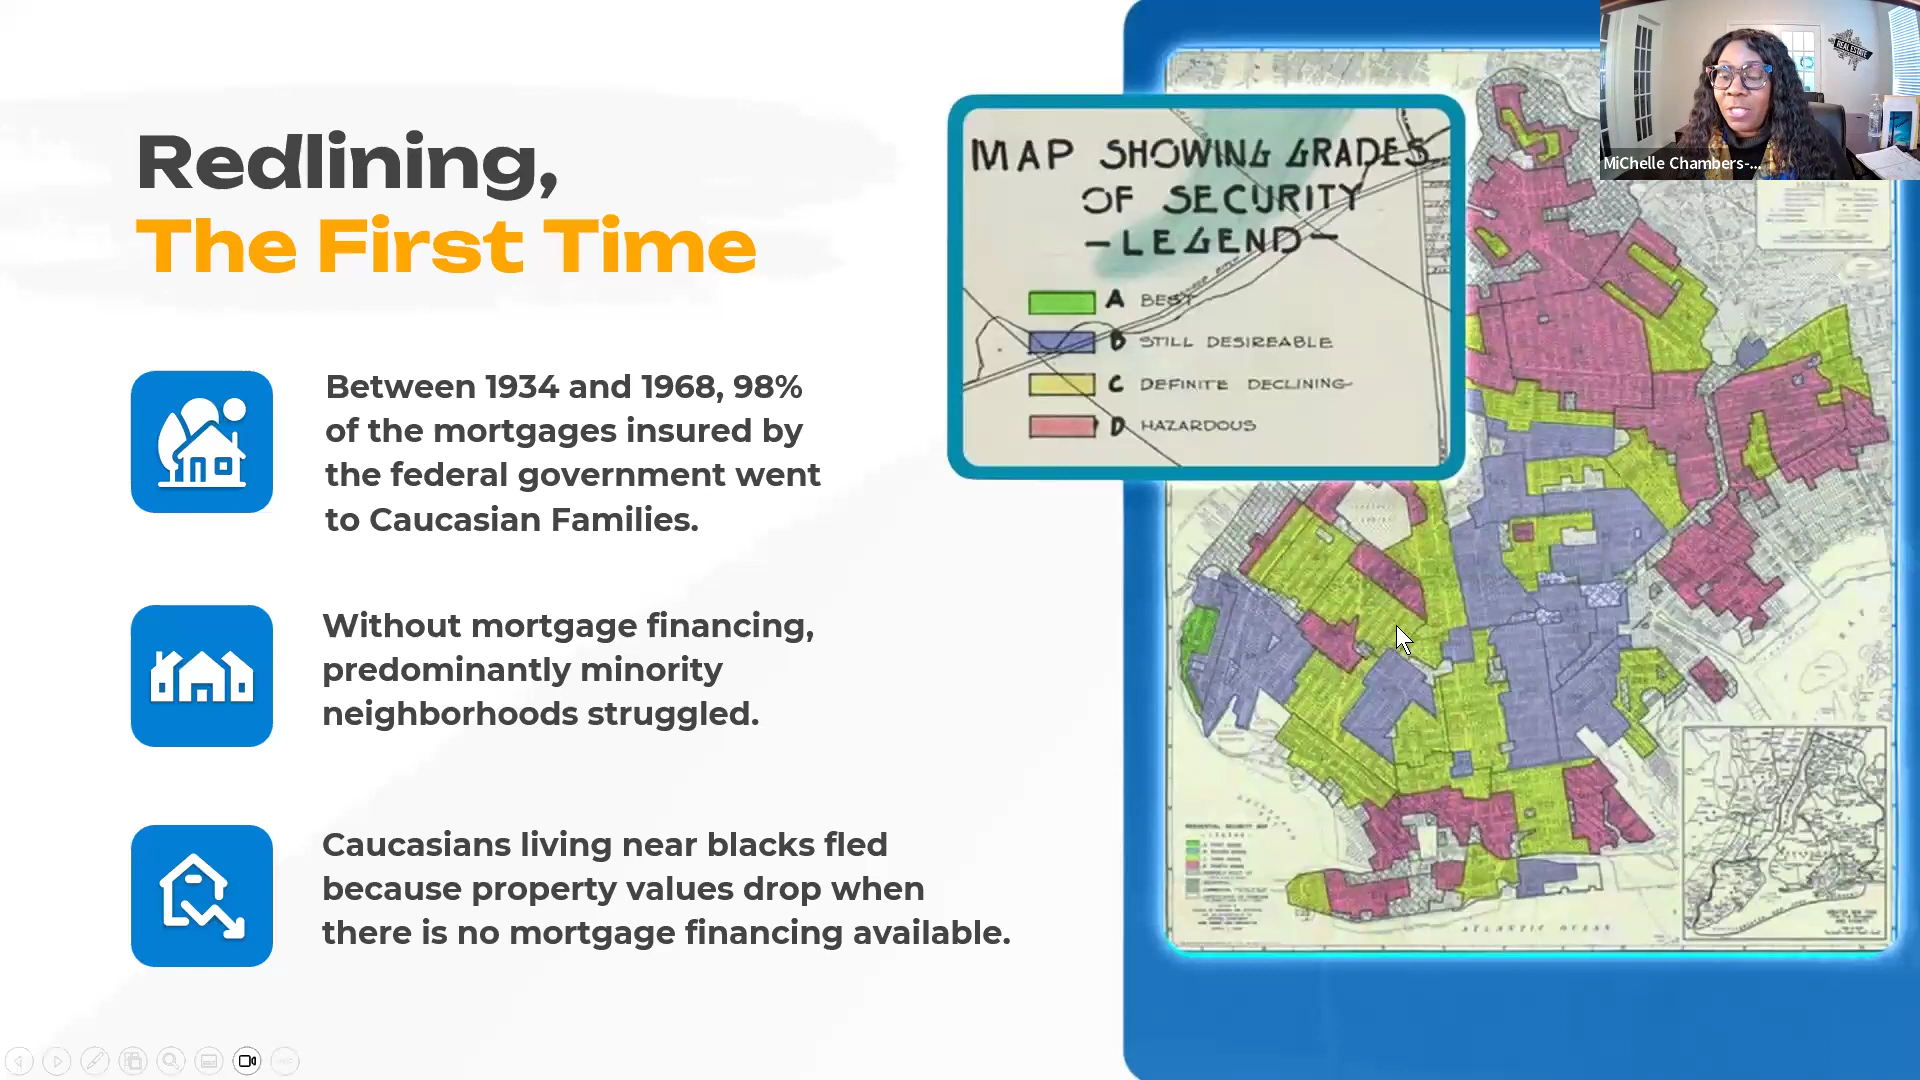 Redlining,
The First Time
Between 1934 and 1968, 98%
of the mortgages insured by
the federal government went
to Caucasian Families.
Without mortgage financing,
predominantly minority
neighborhoods struggled.
Caucasians living near blacks fled
because property values drop when
there is no mortgage financing available.
MAP SHOWING GRADES
OF SECURITY
-LEGEND-
A BEST
B STILL DESIREABLE
C DEFINITE DECLINING
D HAZARDOUS
REAL ESTATE
MiChelle Chambers-...
ATLANTIC OCEAN